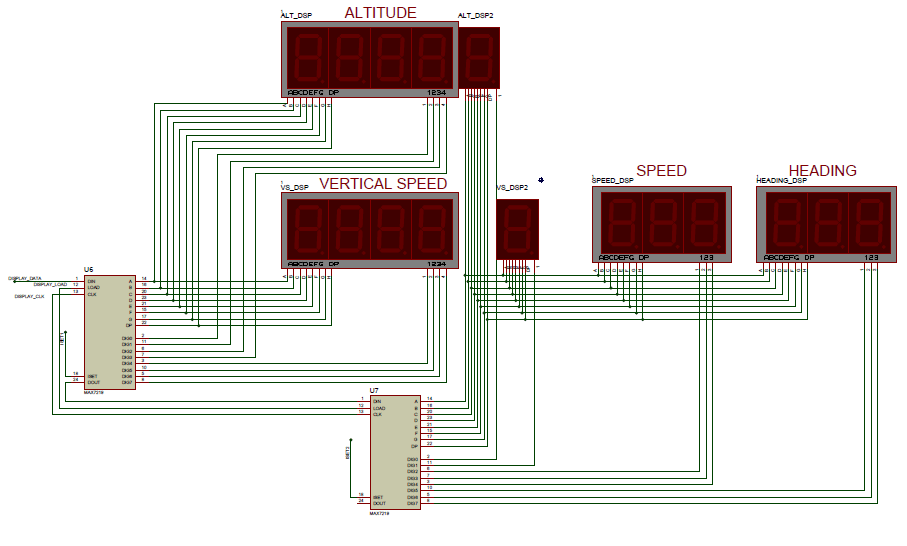 ALTITUDE
ALT_DSP
ALT_DSP2
ABCDEFG DP
1234
VERTICAL SPEED
VS_DSP
VS_DSP2
ABCDEFG DP
1234
SPEED
SPEED_DSP
ABCDEFG DP
123
HEADING
HEADING_DSP
ABCDEFG DP
123
U6
DISPLAY_DATA
DISPLAY_LOAD
DISPLAY_CLK
1 DIN
12 LOAD
13 CLK
ISET1
18 ISET
24 DOUT
A 14
B 16
C 20
D 23
E 21
F 15
G 17
DP 22
DIG0 2
DIG1 11
DIG2 6
DIG3 7
DIG4 3
DIG5 10
DIG6 5
DIG7 8
MAX7219
U7
1 DIN
12 LOAD
13 CLK
ISET2
18 ISET
24 DOUT
A 14
B 16
C 20
D 23
E 21
F 15
G 17
DP 22
DIG0 2
DIG1 11
DIG2 6
DIG3 7
DIG4 3
DIG5 10
DIG6 5
DIG7 8
MAX7219